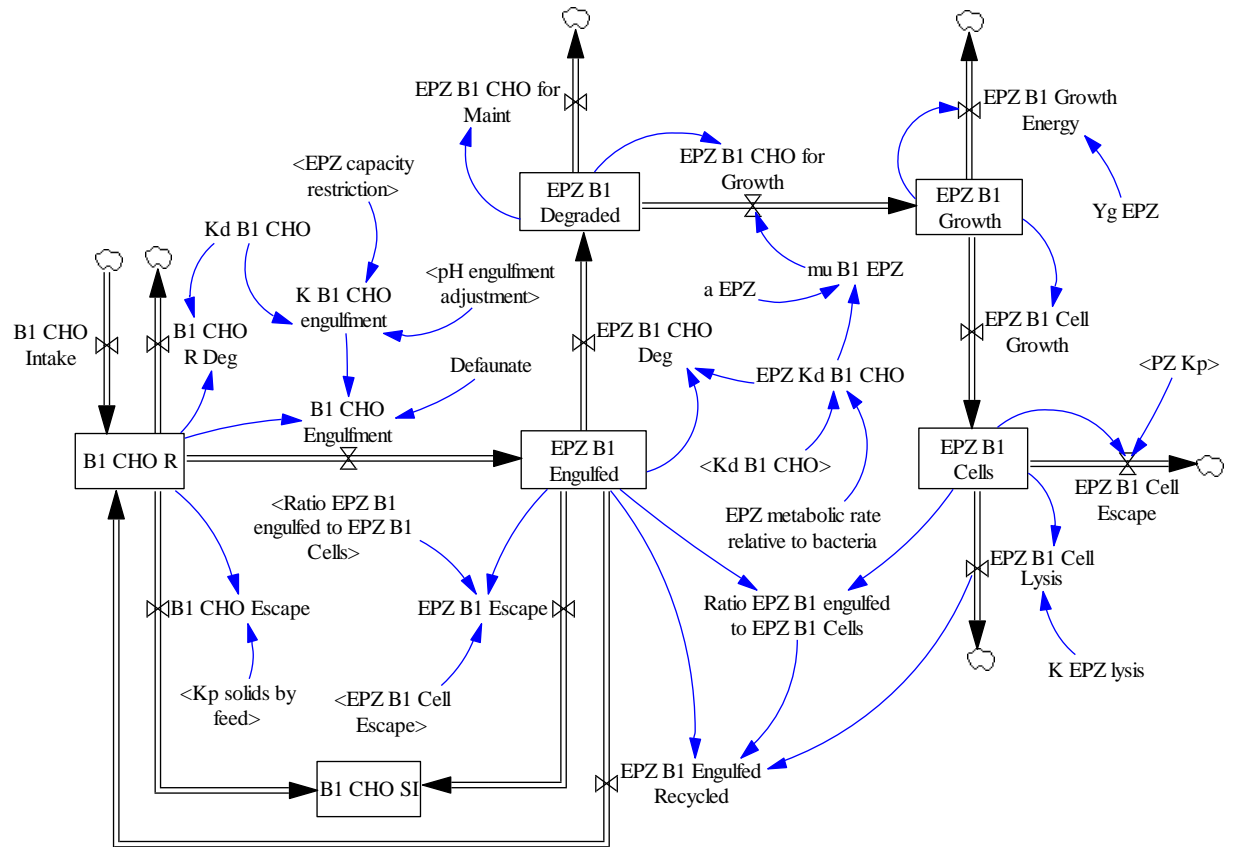 EPZ B1 CHO for
Maint
EPZ B1 Growth
Energy
<EPZ capacity
restriction>
EPZ B1 CHO for
Growth
EPZ B1
Degraded
EPZ B1
Growth
Yg EPZ
Kd B1 CHO
<pH engulfment
adjustment>
mu B1 EPZ
a EPZ
K B1 CHO
engulfment
B1 CHO
Intake
B1 CHO
R Deg
EPZ B1 CHO
Deg
EPZ B1 Cell
Growth
Defaunate
EPZ Kd B1 CHO
<PZ Kp>
B1 CHO
Engulfment
B1 CHO R
EPZ B1
Engulfed
<Kd B1 CHO>
EPZ B1
Cells
EPZ B1 Cell
Escape
<Ratio EPZ B1
engulfed to EPZ B1
Cells>
EPZ metabolic rate
relative to bacteria
EPZ B1 Cell
Lysis
B1 CHO Escape
EPZ B1 Escape
Ratio EPZ B1 engulfed
to EPZ B1 Cells
K EPZ lysis
<Kp solids by
feed>
<EPZ B1 Cell
Escape>
B1 CHO SI
EPZ B1 Engulfed
Recycled